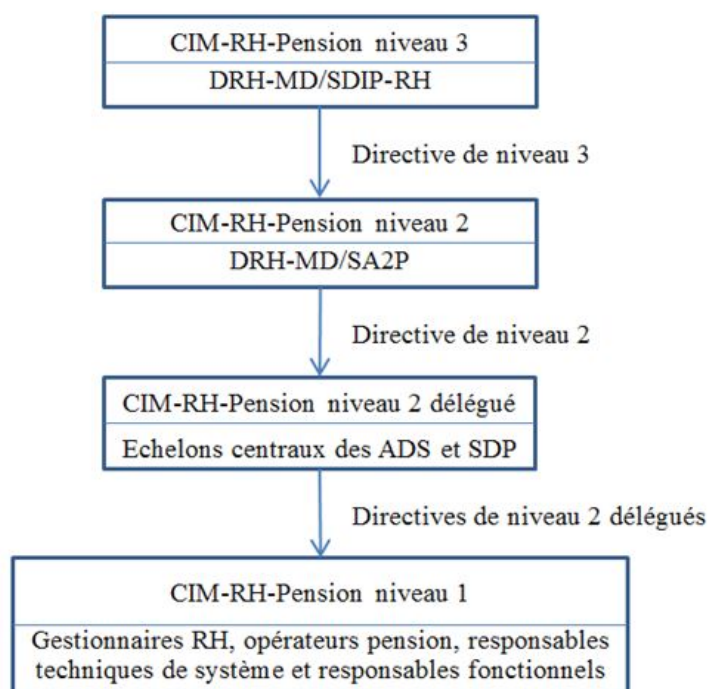 CIM-RH-Pension niveau 3
DRH-MD/SDIP-RH
Directive de niveau 3
CIM-RH-Pension niveau 2
DRH-MD/SA2P
Directive de niveau 2
CIM-RH-Pension niveau 2 délégué
Echelons centraux des ADS et SDP
Directives de niveau 2 délégués
CIM-RH-Pension niveau 1
Gestionnaires RH, opérateurs pension, responsables
techniques de système et responsables fonctionnels